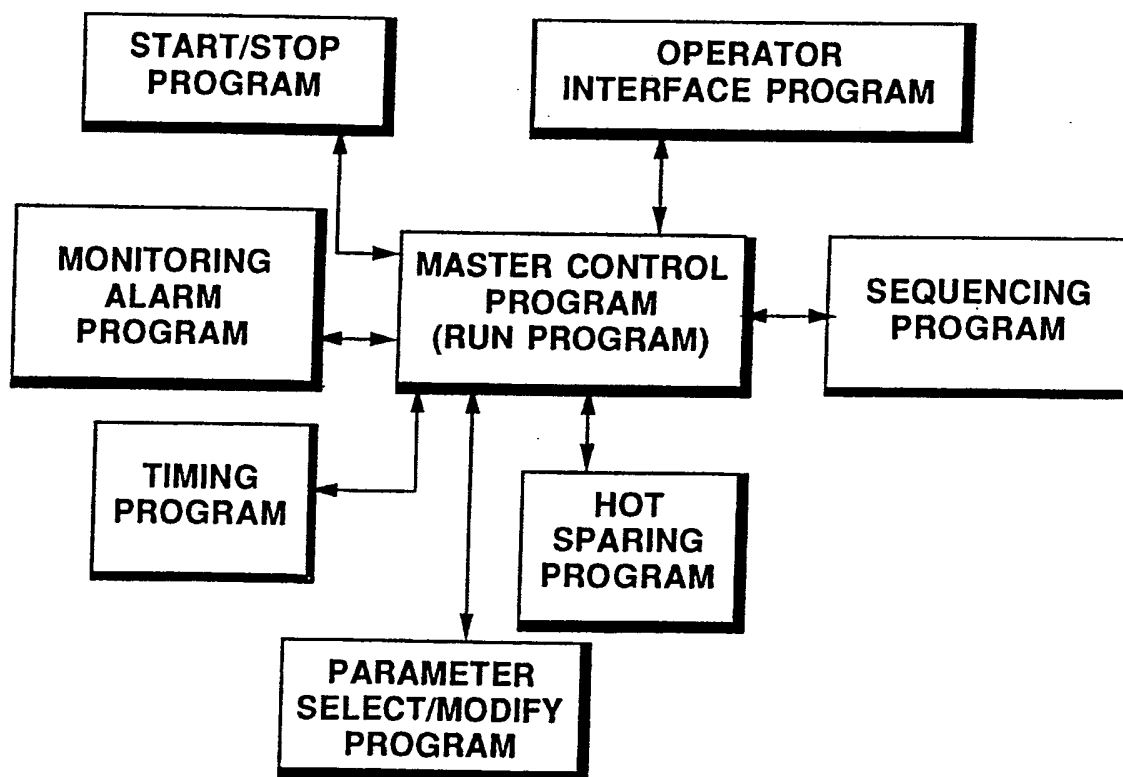 START/STOP
PROGRAM
OPERATOR
INTERFACE PROGRAM
MONITORING
ALARM
PROGRAM
MASTER CONTROL
PROGRAM
(RUN PROGRAM)
SEQUENCING
PROGRAM
TIMING
PROGRAM
HOT
SPARING
PROGRAM
PARAMETER
SELECT/MODIFY
PROGRAM